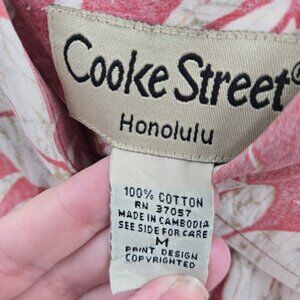 Cooke Street®
Honolulu
100% COTTON
RN 37057
MADE IN CAMBODIA
SEE SIDE FOR CARE
M
PRINT DESIGN
COPYRIGHTED